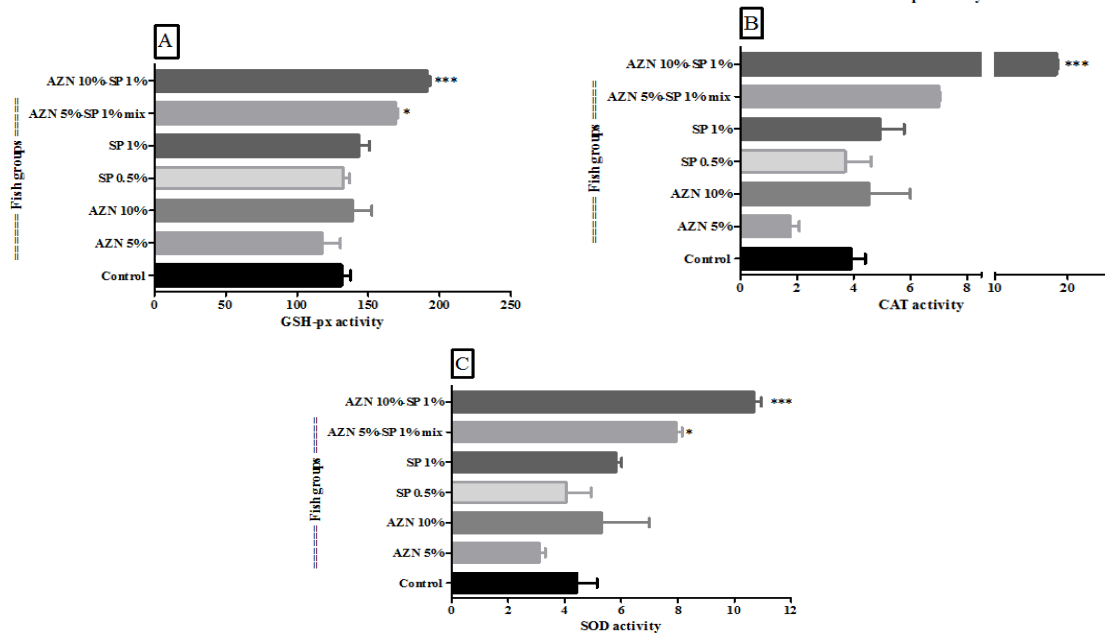 A
AZN 10%-SP 1%
***
AZN 5%-SP 1% mix
*
SP 1%
SP 0.5%
AZN 10%
AZN 5%
Control
====== Fish groups ======
0 50 100 150 200 250
GSH-px activity
B
AZN 10%-SP 1%
***
AZN 5%-SP 1% mix
SP 1%
SP 0.5%
AZN 10%
AZN 5%
Control
====== Fish groups ======
0 2 4 6 8 10 20
CAT activity
C
AZN 10%-SP 1%
***
AZN 5%-SP 1% mix
*
SP 1%
SP 0.5%
AZN 10%
AZN 5%
Control
====== Fish groups ======
0 2 4 6 8 10 12
SOD activity